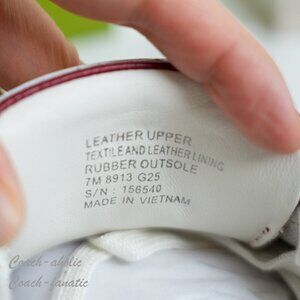 LEATHER UPPER
TEXTILE AND LEATHER LINING
RUBBER OUTSOLE
7M 8913 G25
S/N : 156540
MADE IN VIETNAM
Coach-aholic
Coach-fanatic